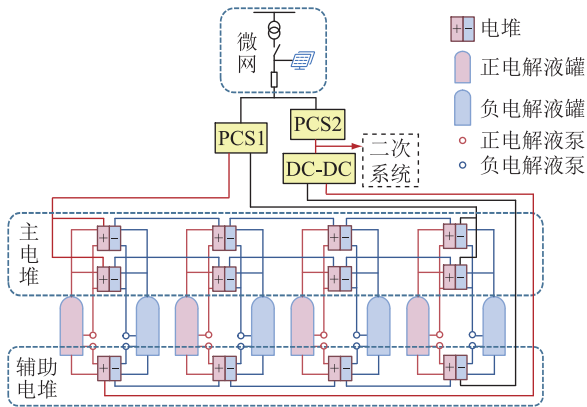 微
网
电堆
正电解液罐
负电解液罐
正电解液泵
负电解液泵
PCS1
PCS2
DC-DC
二次
系统
主
电
堆
+ − + − + − + −
+ − + − + − + −
辅助
电堆
+ − + − + − + −